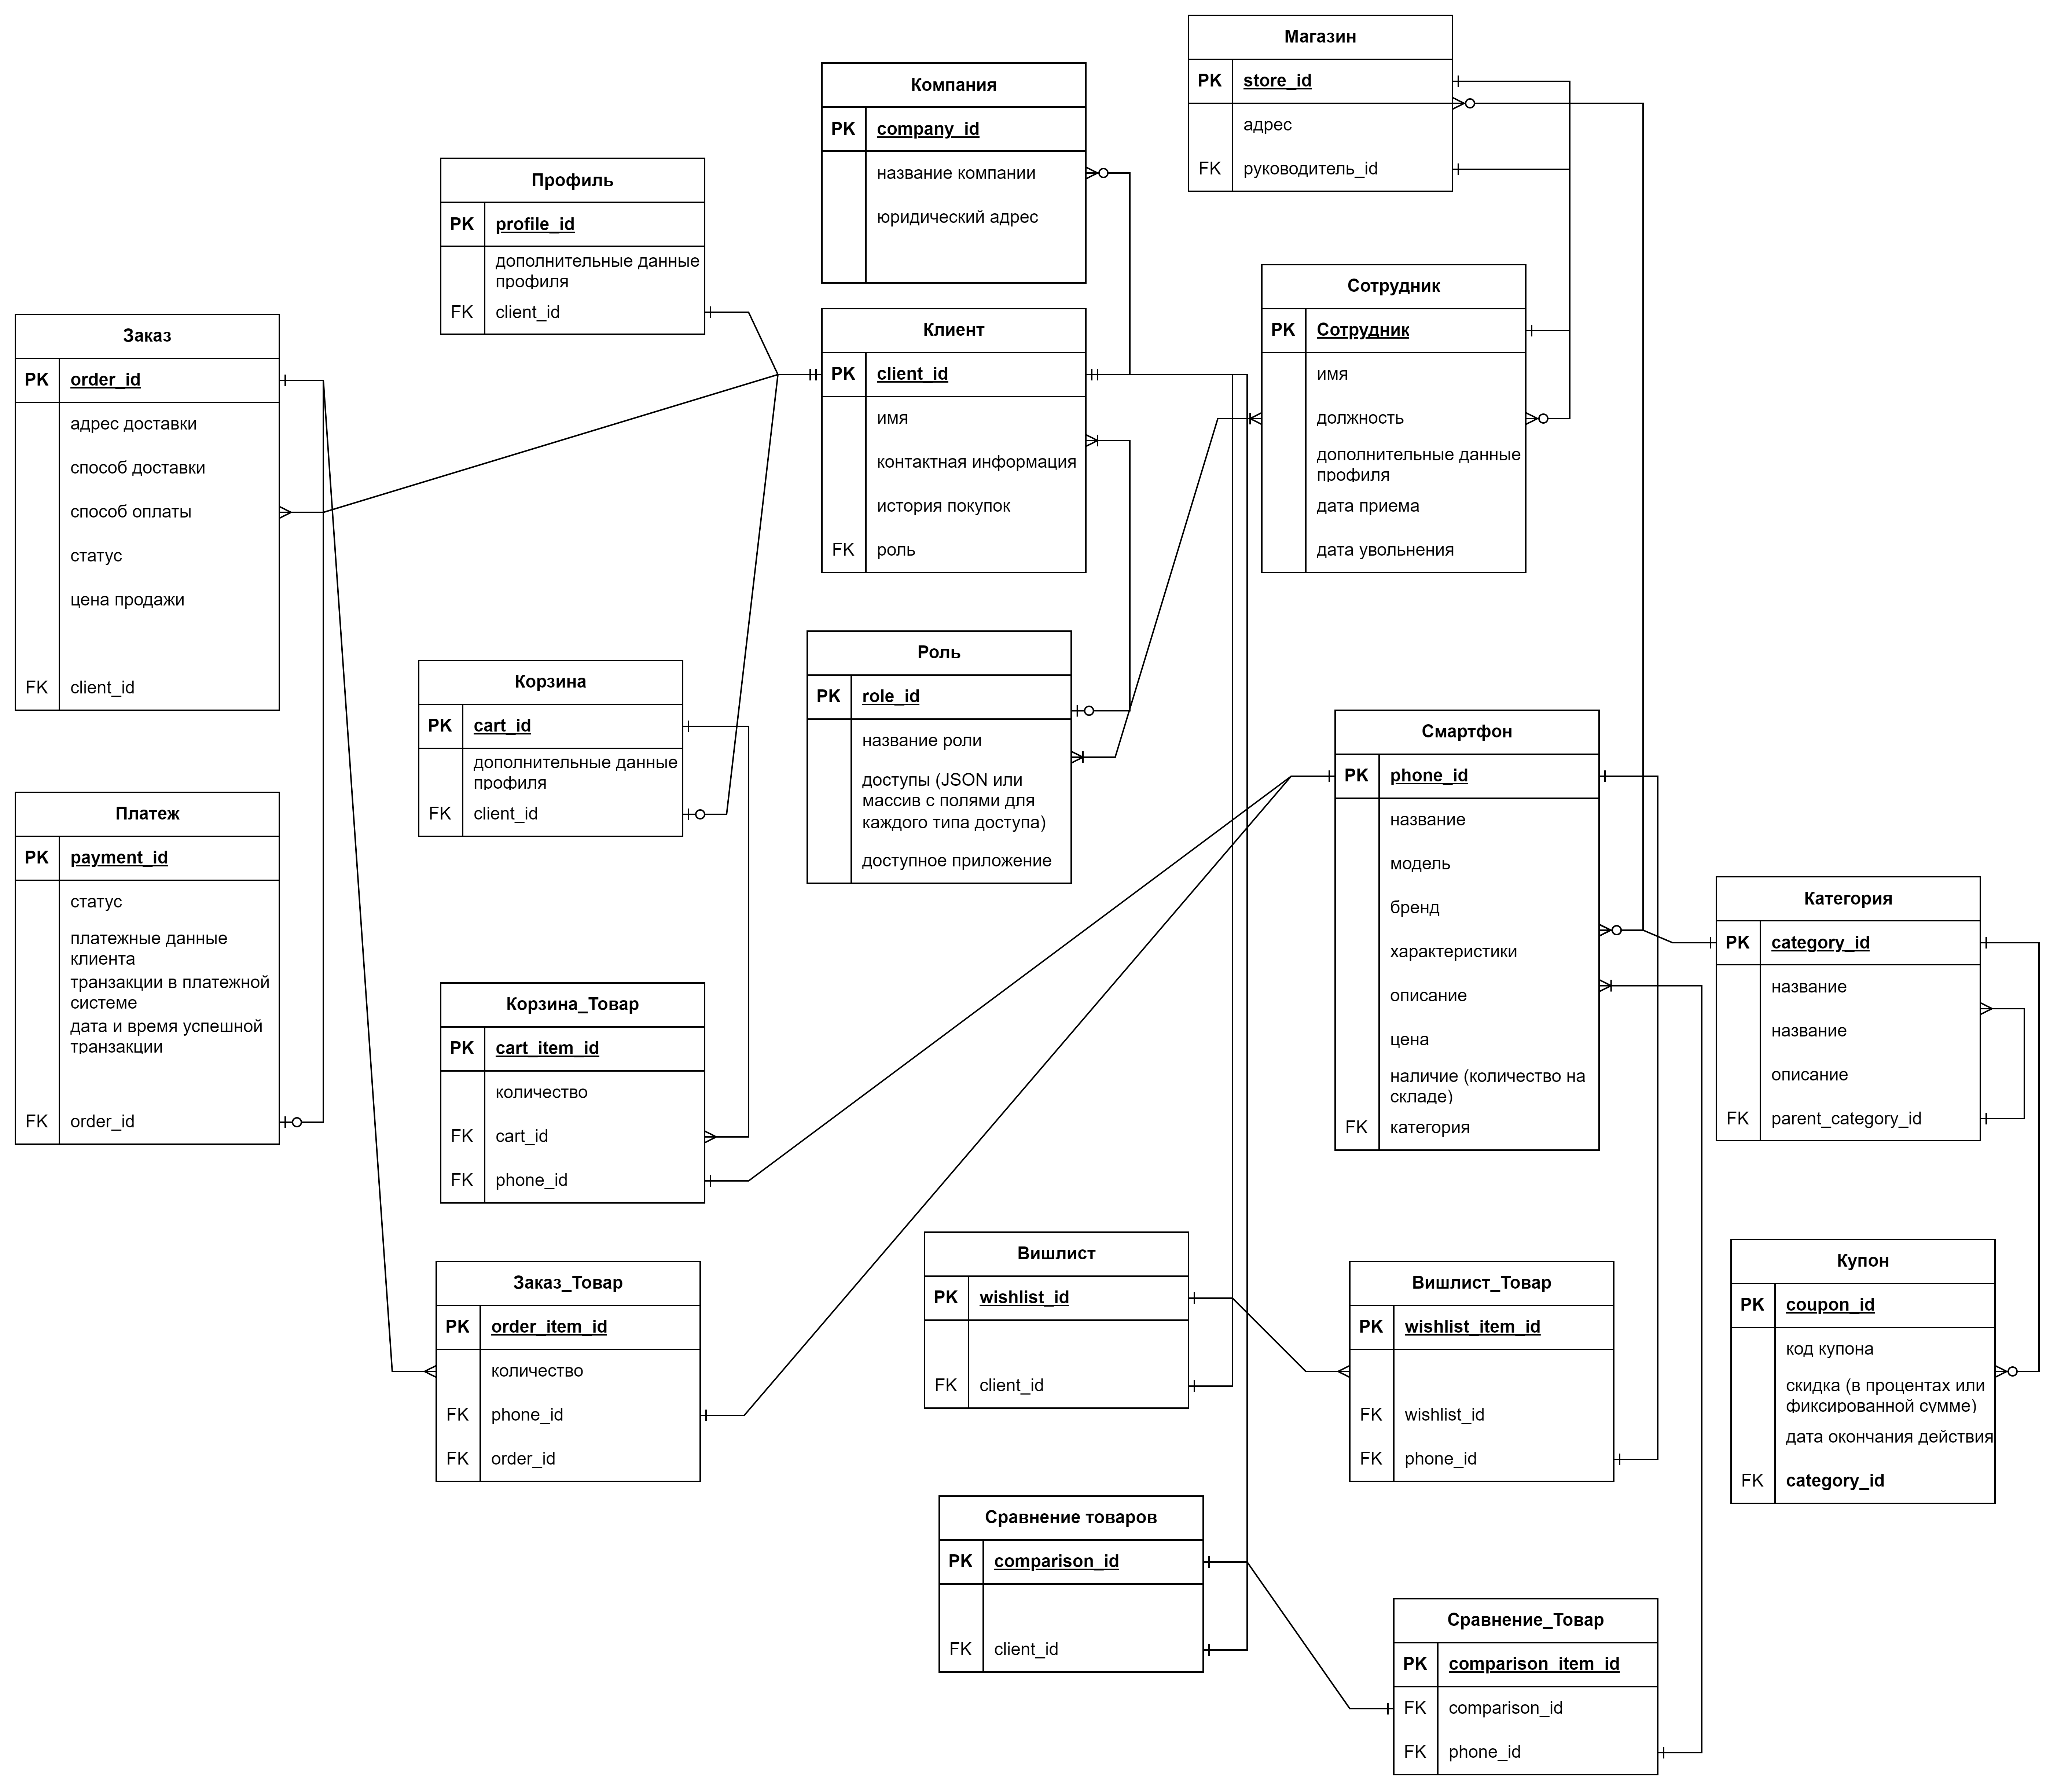 Магазин
PK store_id
адрес
FK руководитель_id
Компания
PK company_id
название компании
юридический адрес
Профиль
PK profile_id
дополнительные данные
профиля
FK client_id
Сотрудник
PK Сотрудник
имя
должность
дополнительные данные
профиля
дата приема
дата увольнения
Клиент
PK client_id
имя
контактная информация
история покупок
FK роль
Заказ
PK order_id
адрес доставки
способ доставки
способ оплаты
статус
цена продажи
FK client_id
Роль
PK role_id
название роли
доступы (JSON или
массив с полями для
каждого типа доступа)
доступное приложение
Корзина
PK cart_id
дополнительные данные
профиля
FK client_id
Смартфон
PK phone_id
название
модель
бренд
характеристики
описание
цена
наличие (количество на
складе)
FK категория
Платеж
PK payment_id
статус
платежные данные
клиента
транзакции в платежной
системе
дата и время успешной
транзакции
FK order_id
Категория
PK category_id
название
название
описание
FK parent_category_id
Корзина_Товар
PK cart_item_id
количество
FK cart_id
FK phone_id
Вишлист
PK wishlist_id
FK client_id
Купон
PK coupon_id
код купона
скидка (в процентах или
фиксированной сумме)
дата окончания действия
FK category_id
Заказ_Товар
PK order_item_id
количество
FK phone_id
FK order_id
Вишлист_Товар
PK wishlist_item_id
FK wishlist_id
FK phone_id
Сравнение товаров
PK comparison_id
FK client_id
Сравнение_Товар
PK comparison_item_id
FK comparison_id
FK phone_id